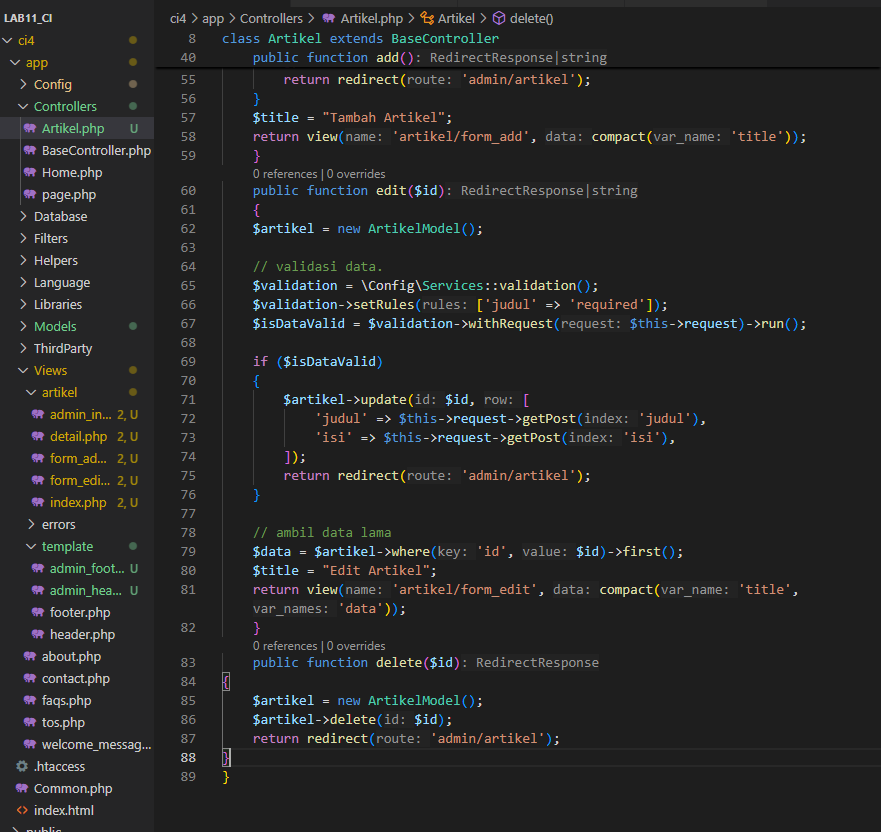 LAB11_CI
ci4
app
Config
Controllers
Artikel.php U
BaseController.php
Home.php
page.php
Database
Filters
Helpers
Language
Libraries
Models
ThirdParty
Views
artikel
admin_in... 2, U
detail.php 2, U
form_ad... 2, U
form_edi... 2, U
index.php 2, U
errors
template
admin_foot... U
admin_hea... U
footer.php
header.php
about.php
contact.php
faqs.php
tos.php
welcome_messag...
.htaccess
Common.php
index.html
public
ci4 > app > Controllers > Artikel.php > Artikel > delete()
8 class Artikel extends BaseController
40 public function add(): RedirectResponse|string
55 return redirect(route: 'admin/artikel');
56 }
57 $title = "Tambah Artikel";
58 return view(name: 'artikel/form_add', data: compact(var_name: 'title'));
59 }
0 references | 0 overrides
60 public function edit($id): RedirectResponse|string
61 {
62 $artikel = new ArtikelModel();
63
64 // validasi data.
65 $validation = \Config\Services::validation();
66 $validation->setRules(rules: ['judul' => 'required']);
67 $isDataValid = $validation->withRequest(request: $this->request)->run();
68
69 if ($isDataValid)
70 {
71 $artikel->update(id: $id, row: [
72 'judul' => $this->request->getPost(index: 'judul'),
73 'isi' => $this->request->getPost(index: 'isi'),
74 ]);
75 return redirect(route: 'admin/artikel');
76 }
77
78 // ambil data lama
79 $data = $artikel->where(key: 'id', value: $id)->first();
80 $title = "Edit Artikel";
81 return view(name: 'artikel/form_edit', data: compact(var_name: 'title',
var_names: 'data'));
82 }
0 references | 0 overrides
83 public function delete($id): RedirectResponse
84 {
85 $artikel = new ArtikelModel();
86 $artikel->delete(id: $id);
87 return redirect(route: 'admin/artikel');
88 }
89 }